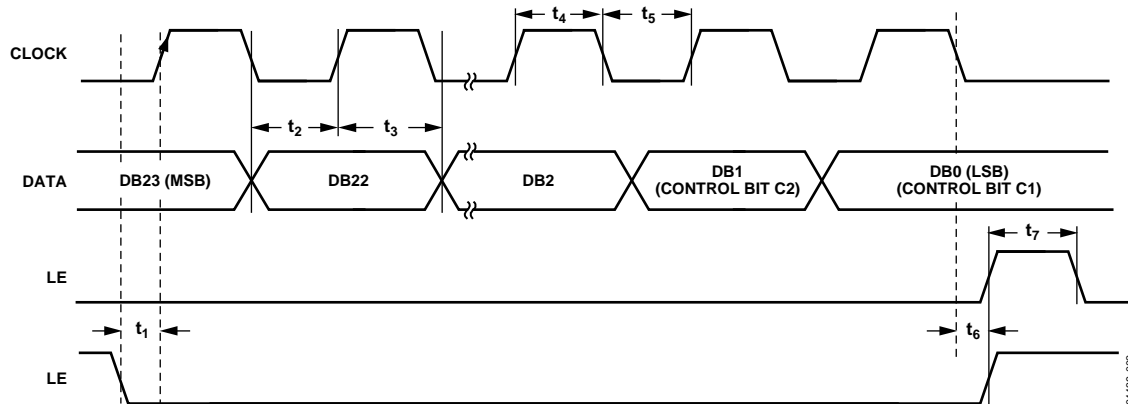 t4 t5
CLOCK
t2 t3
DATA DB23 (MSB) DB22 DB2 DB1 DB0 (LSB)
(CONTROL BIT C2) (CONTROL BIT C1)
t7
LE
t1 t6
LE